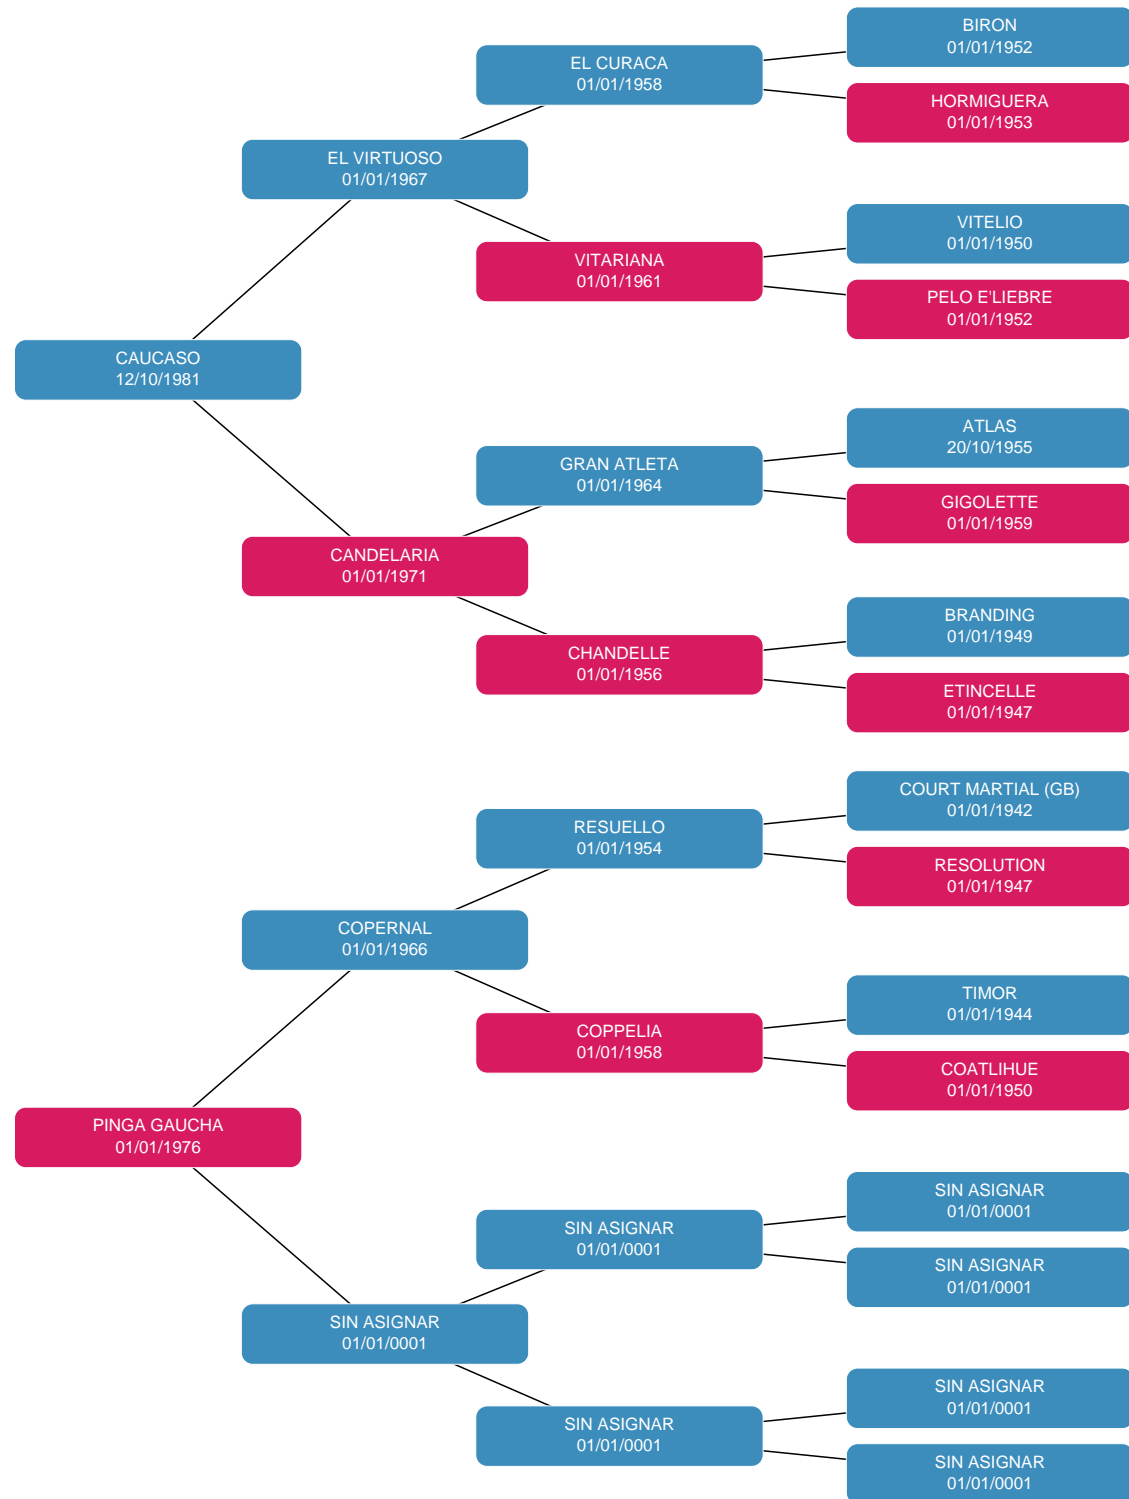 BIRON
01/01/1952
EL CURACA
01/01/1958
HORMIGUERA
01/01/1953
EL VIRTUOSO
01/01/1967
VITELIO
01/01/1950
VITARIANA
01/01/1961
PELO E'LIEBRE
01/01/1952
CAUCASO
12/10/1981
ATLAS
20/10/1955
GRAN ATLETA
01/01/1964
GIGOLETTE
01/01/1959
CANDELARIA
01/01/1971
BRANDING
01/01/1949
CHANDELLE
01/01/1956
ETINCELLE
01/01/1947
COURT MARTIAL (GB)
01/01/1942
RESUELLO
01/01/1954
RESOLUTION
01/01/1947
COPERNAL
01/01/1966
TIMOR
01/01/1944
COPPELIA
01/01/1958
COATLIHUE
01/01/1950
PINGA GAUCHA
01/01/1976
SIN ASIGNAR
01/01/0001
SIN ASIGNAR
01/01/0001
SIN ASIGNAR
01/01/0001
SIN ASIGNAR
01/01/0001
SIN ASIGNAR
01/01/0001
SIN ASIGNAR
01/01/0001
SIN ASIGNAR
01/01/0001